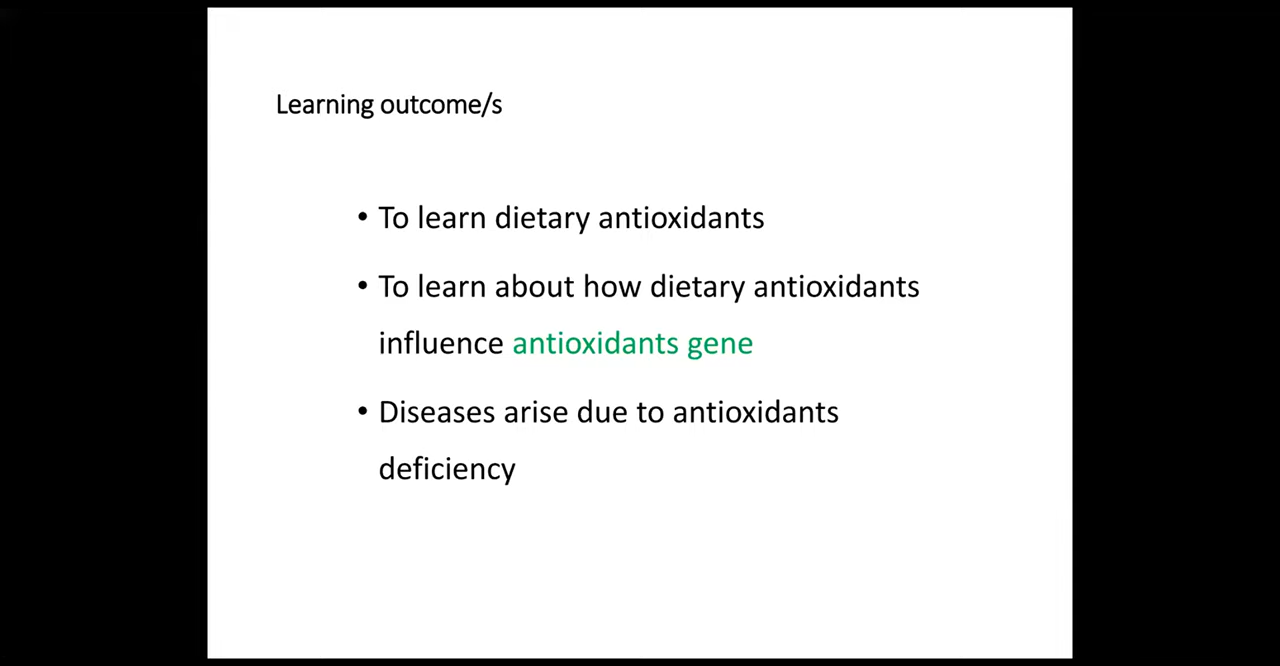 Learning outcome/s
• To learn dietary antioxidants
• To learn about how dietary antioxidants
influence antioxidants gene
• Diseases arise due to antioxidants
deficiency